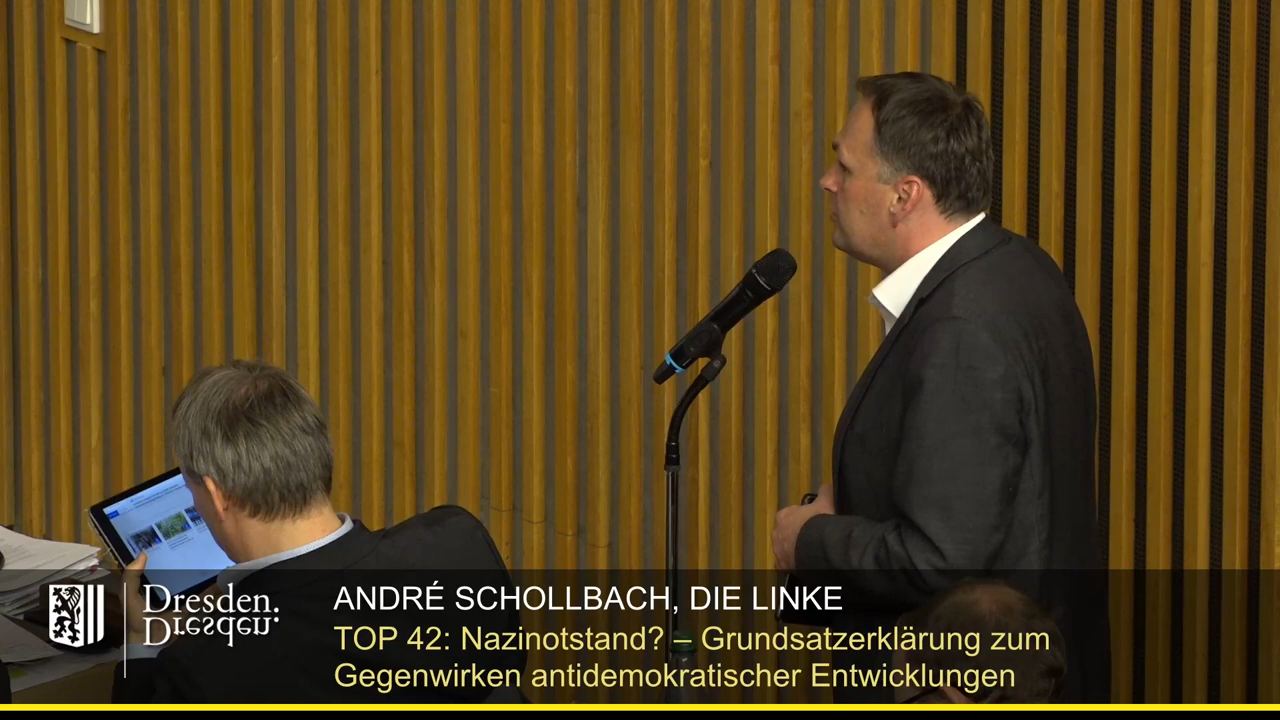 Dresden.
Dresden.
ANDRÉ SCHOLLBACH, DIE LINKE
TOP 42: Nazinotstand? – Grundsatzerklärung zum
Gegenwirken antidemokratischer Entwicklungen